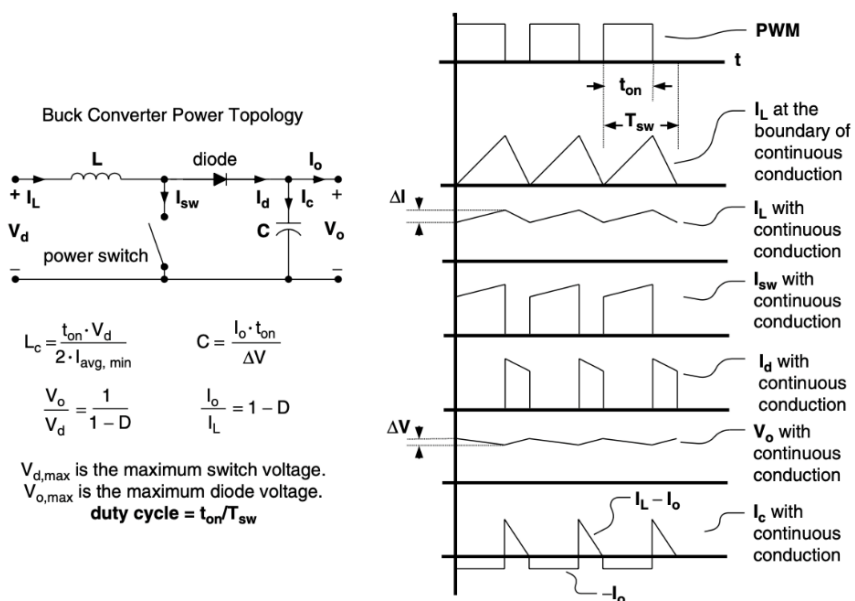 Buck Converter Power Topology
L
diode
I_o
+
I_L
I_sw
I_d
I_c
+
V_d
C
V_o
power switch
–
–
L_c = t_on · V_d / 2 · I_avg, min
C = I_o · t_on / ΔV
V_o / V_d = 1 / 1 – D
I_o / I_L = 1 – D
V_d,max is the maximum switch voltage.
V_o,max is the maximum diode voltage.
duty cycle = t_on/T_sw
PWM
t
t_on
T_sw
I_L at the
boundary of
continuous
conduction
ΔI
I_L with
continuous
conduction
I_sw with
continuous
conduction
I_d with
continuous
conduction
ΔV
V_o with
continuous
conduction
I_L – I_o
I_c with
continuous
conduction
–I_o